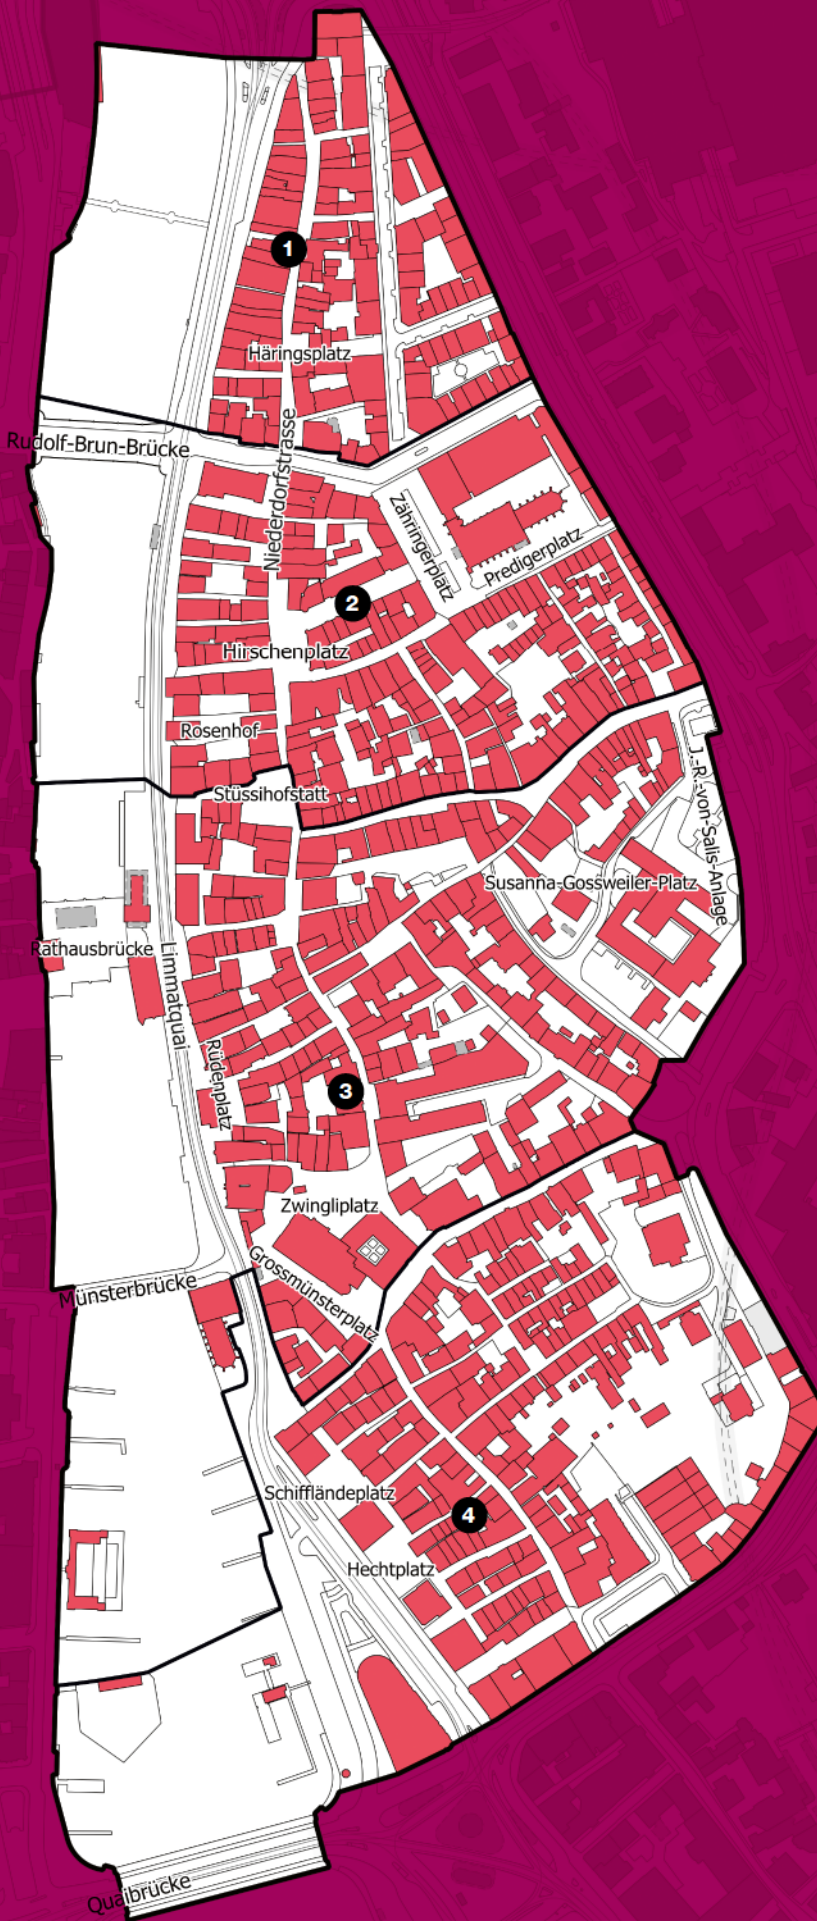 1
Häringsplatz
Rudolf-Brun-Brücke
Niederdorfstrasse
Zähringerplatz
Predigerplatz
2
Hirschenplatz
Rosenhof
Stüssihofstatt
J.-R.-von-Salis-Anlage
Susanna-Gossweiler-Platz
Rathausbrücke
Limmatquai
Rüdenplatz
3
Zwingliplatz
Grossmünsterplatz
Münsterbrücke
Schiffländeplatz
4
Hechtplatz
Quaibrücke